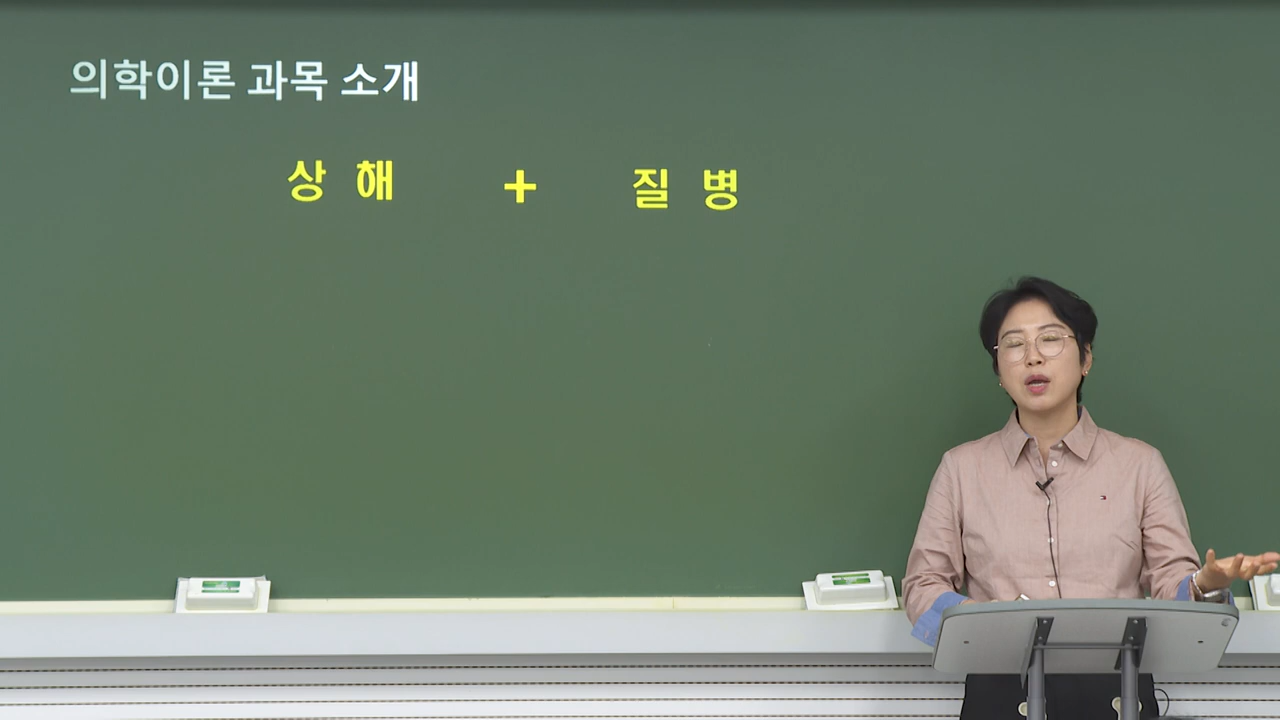 의학이론 과목 소개
상 해 + 질 병